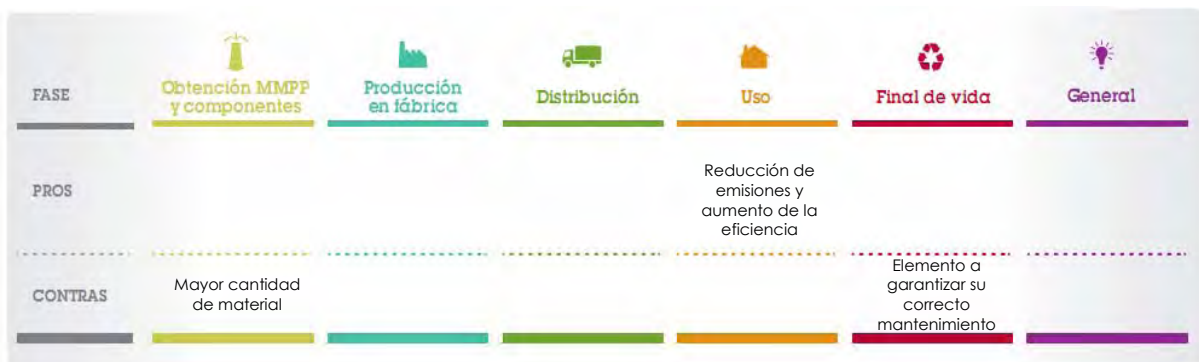 FASE
Obtención MMPP
y componentes
Producción
en fábrica
Distribución
Uso
Final de vida
General
PROS
Reducción de
emisiones y
aumento de la
eficiencia
CONTRAS
Mayor cantidad
de material
Elemento a
garantizar su
correcto
mantenimiento